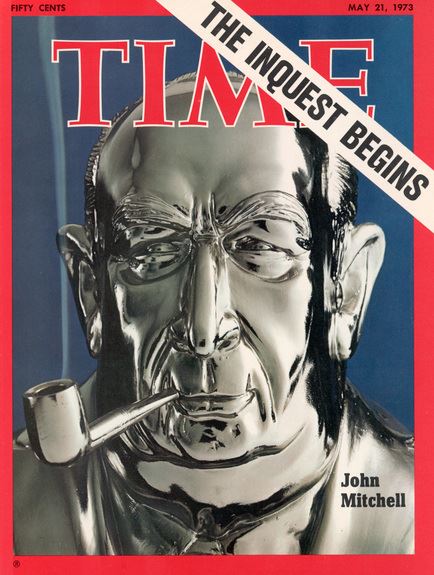 FIFTY CENTS
MAY 21, 1973
TIME
THE INQUEST BEGINS
John
Mitchell
®